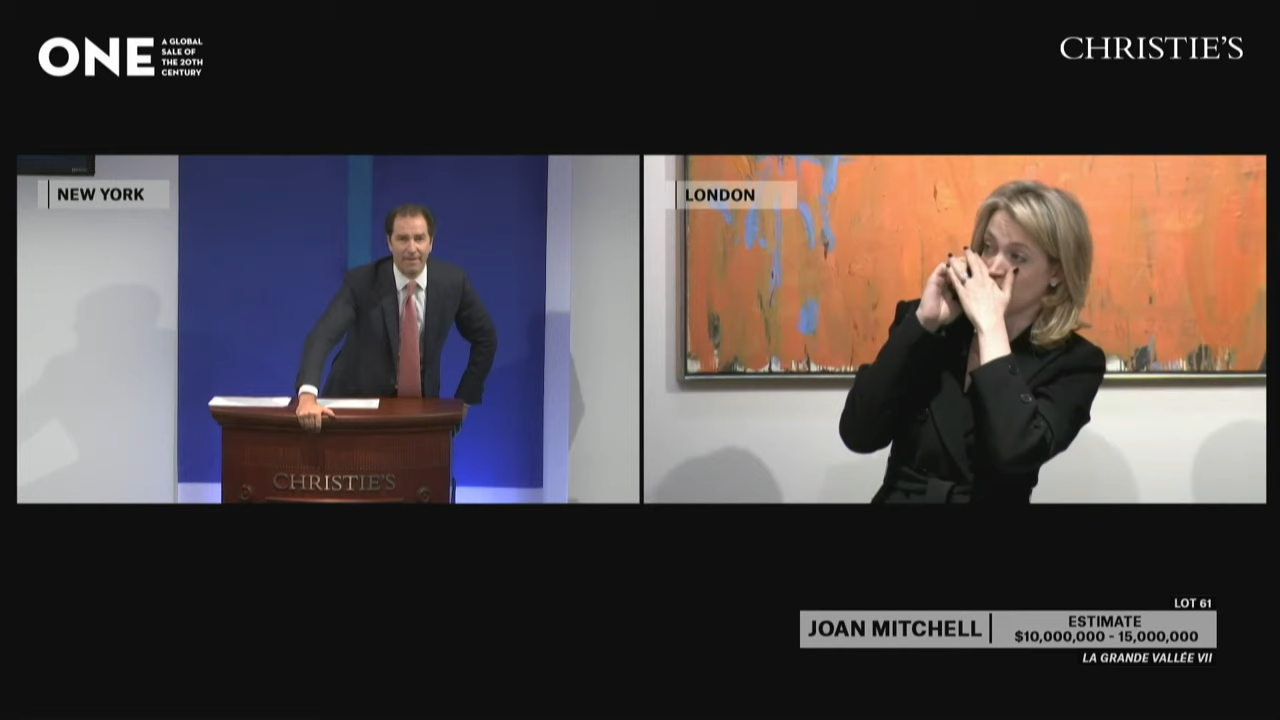 ONE
A GLOBAL
SALE OF
THE 20TH
CENTURY
CHRISTIE'S
NEW YORK
LONDON
CHRISTIE'S
LOT 61
JOAN MITCHELL
ESTIMATE
$10,000,000 - 15,000,000
LA GRANDE VALLÉE VII